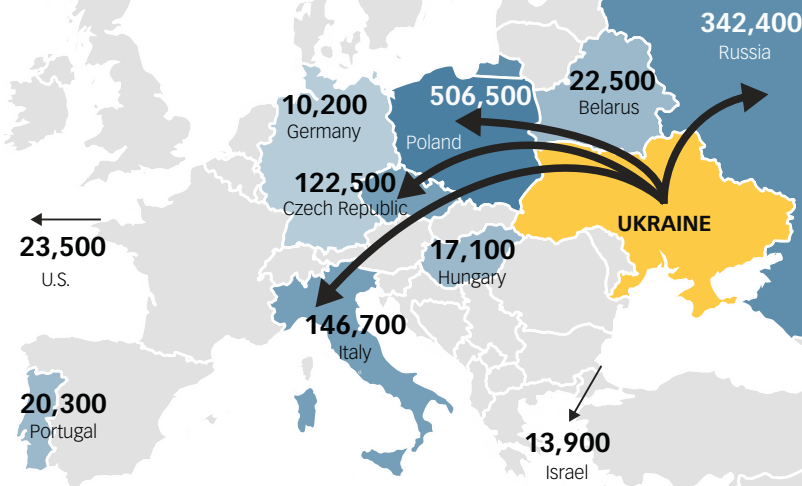 342,400
Russia
22,500
Belarus
506,500
Poland
10,200
Germany
122,500
Czech Republic
UKRAINE
23,500
U.S.
17,100
Hungary
146,700
Italy
20,300
Portugal
13,900
Israel